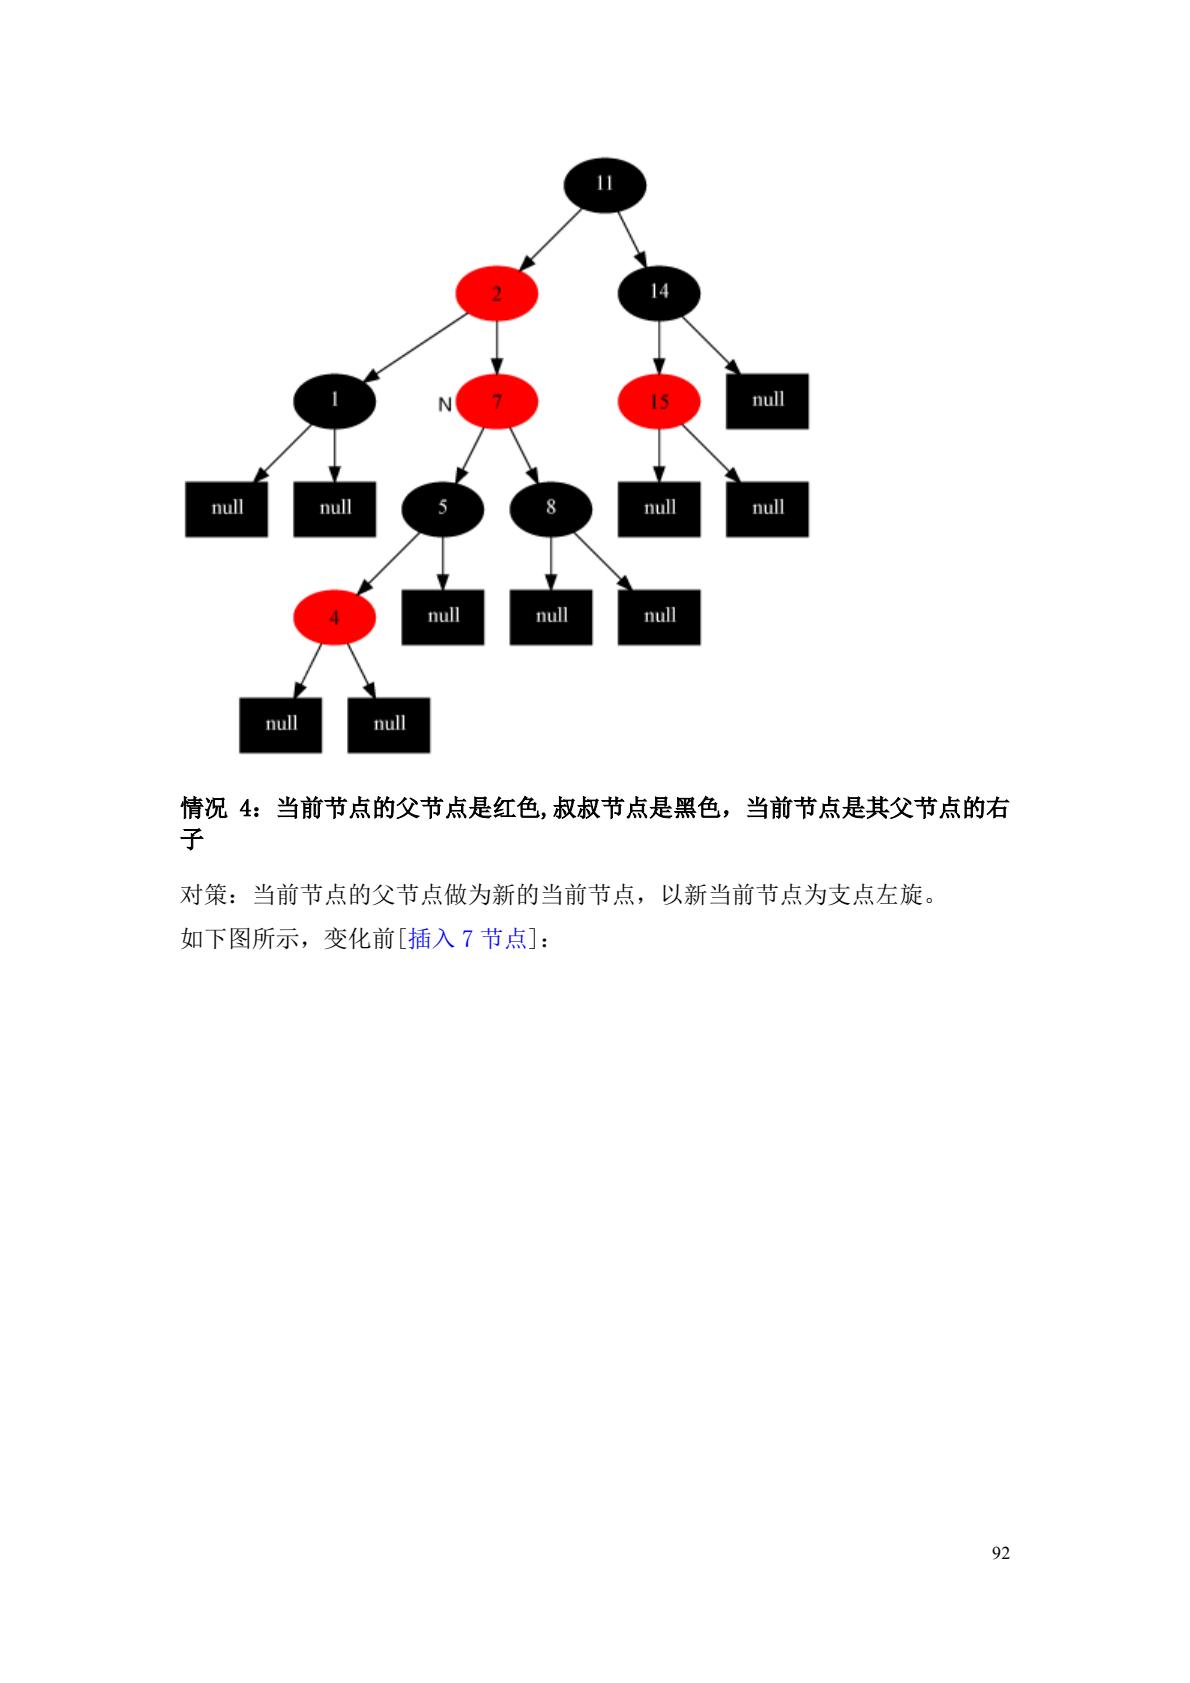 11
2
14
1
N
7
15
null
null
null
5
8
null
null
4
null
null
null
null
null
情况 4：当前节点的父节点是红色,叔叔节点是黑色，当前节点是其父节点的右
子
对策：当前节点的父节点做为新的当前节点，以新当前节点为支点左旋。
如下图所示，变化前[插入 7 节点]：
92